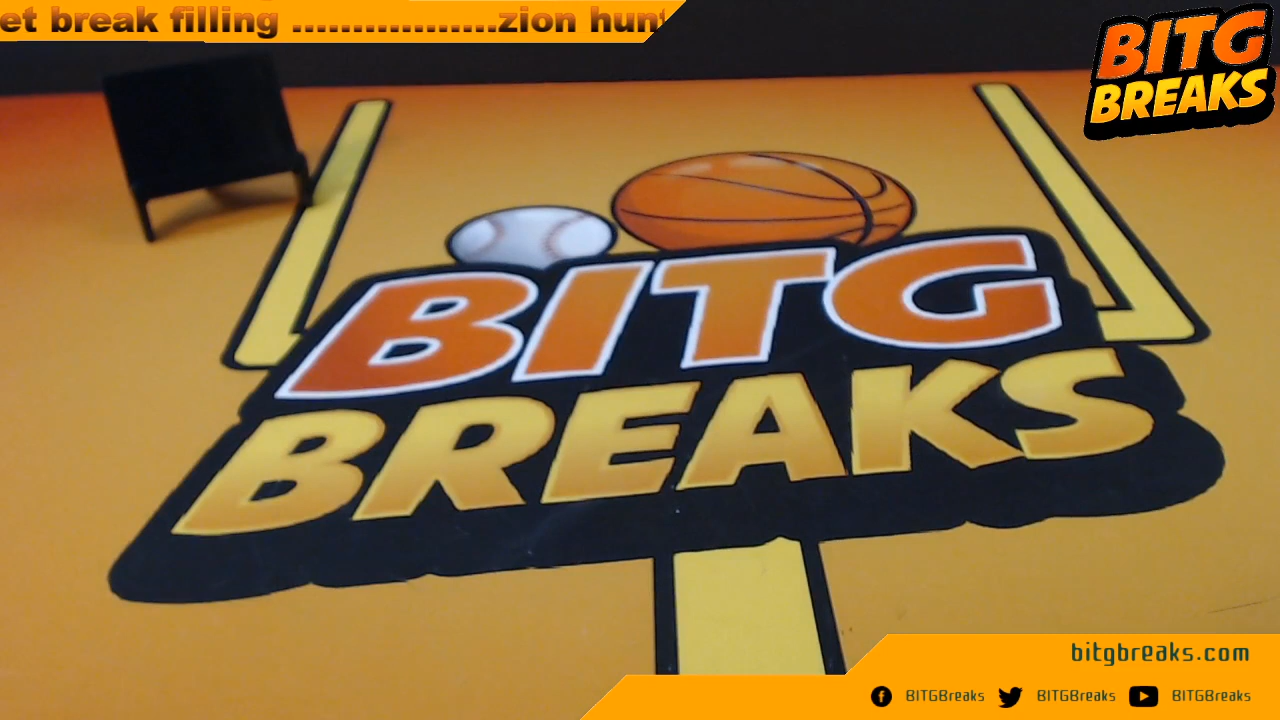 et break filling .................zion hun
BITG
BREAKS
BITG
BREAKS
bitgbreaks.com
BITGBreaks BITGBreaks BITGBreaks